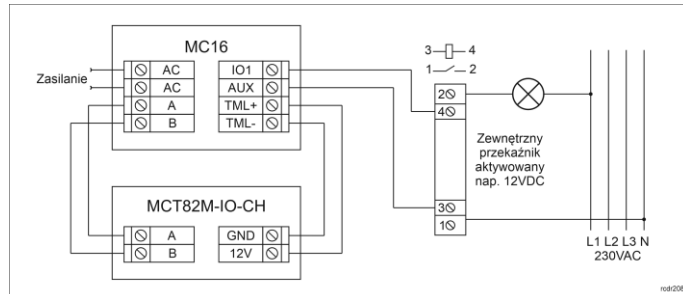 MC16
Zasilanie
AC
AC
A
B
IO1
AUX
TML+
TML-
MCT82M-IO-CH
A
B
GND
12V
3 4
1 2
2
4
3
1
Zewnętrzny
przekaźnik
aktywowany
nap. 12VDC
L1 L2 L3 N
230VAC
rcdr208